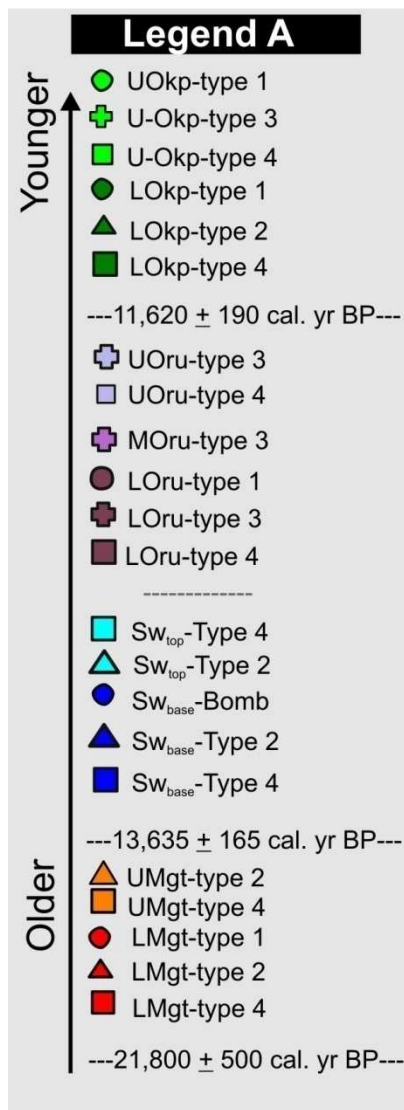 Legend A
Younger
UOkp-type 1
U-Okp-type 3
U-Okp-type 4
LOkp-type 1
LOkp-type 2
LOkp-type 4
---11,620 ± 190 cal. yr BP---
UOru-type 3
UOru-type 4
MOru-type 3
LOru-type 1
LOru-type 3
LOru-type 4
-------------
Swtop-Type 4
Swtop-Type 2
Swbase-Bomb
Swbase-Type 2
Swbase-Type 4
---13,635 ± 165 cal. yr BP---
Older
UMgt-type 2
UMgt-type 4
LMgt-type 1
LMgt-type 2
LMgt-type 4
---21,800 ± 500 cal. yr BP---